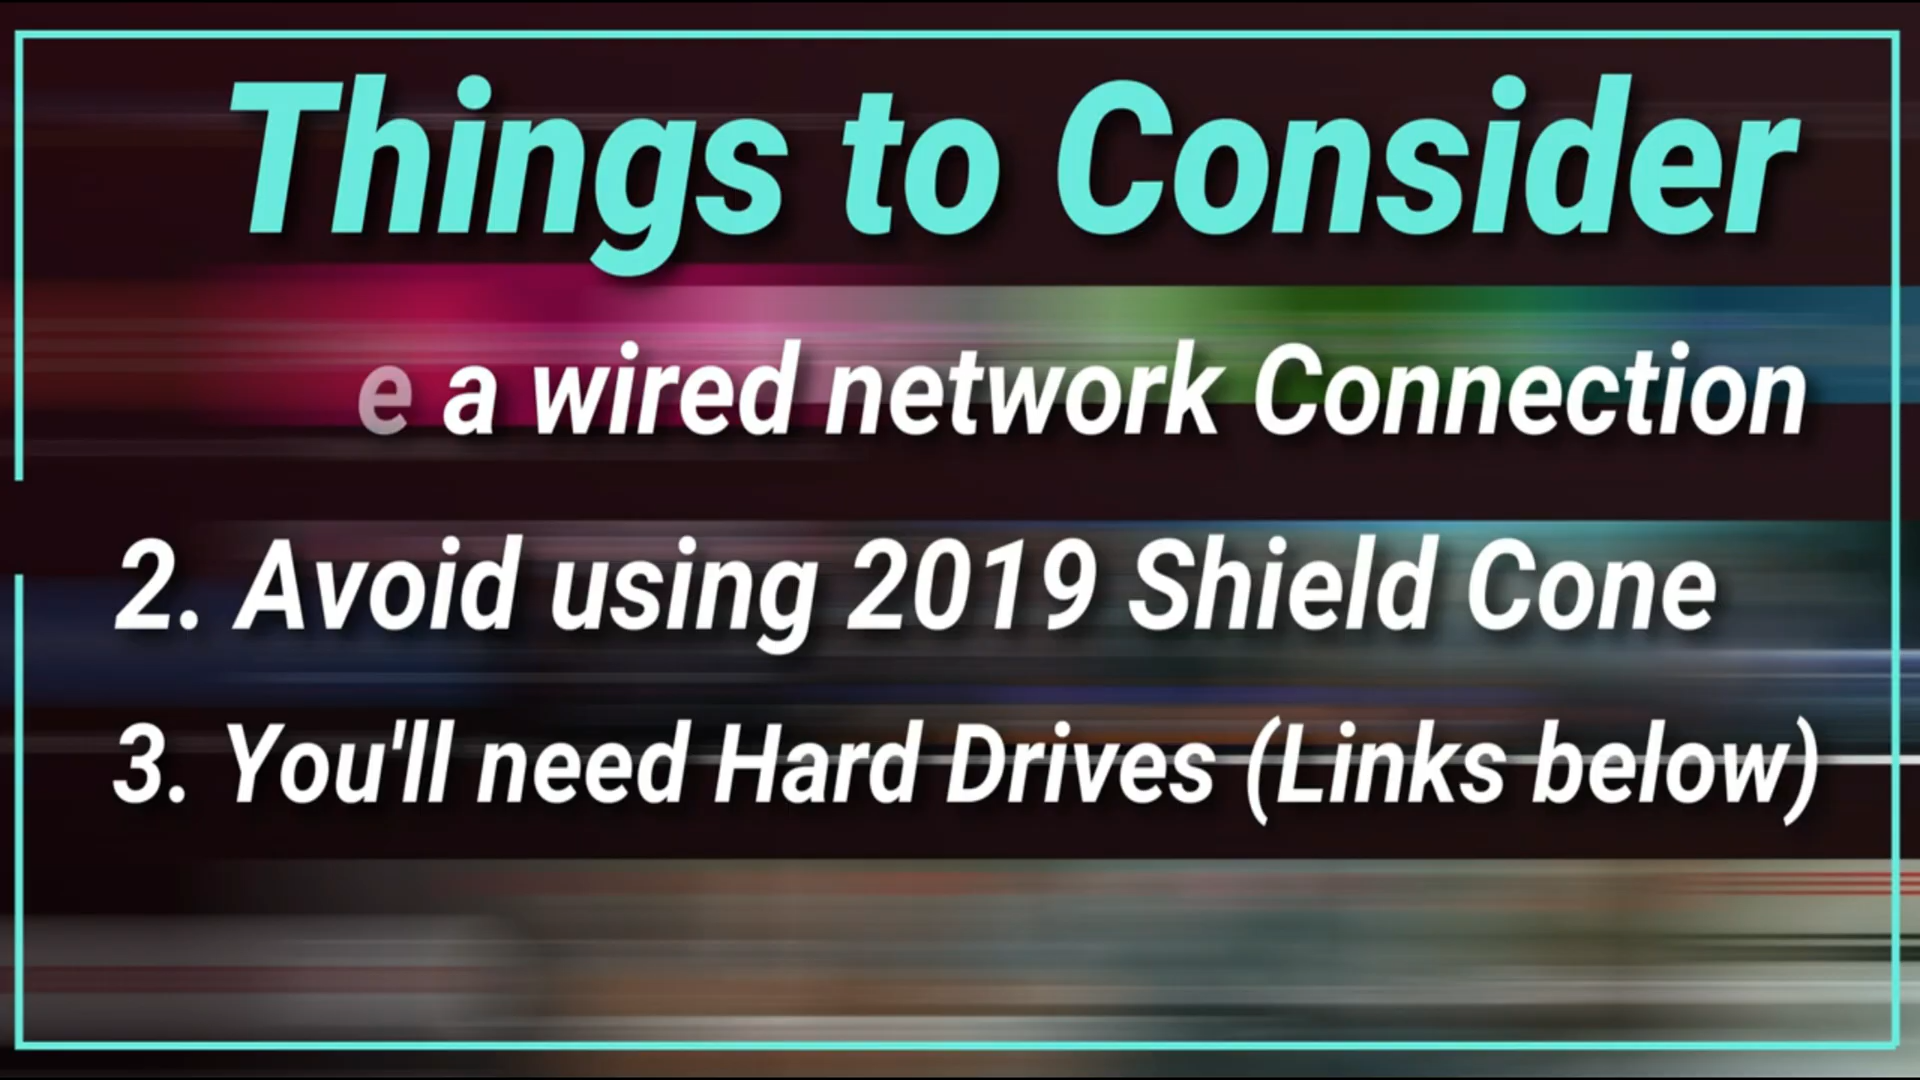 Things to Consider
e a wired network Connection
2. Avoid using 2019 Shield Cone
3. You'll need Hard Drives (Links below)